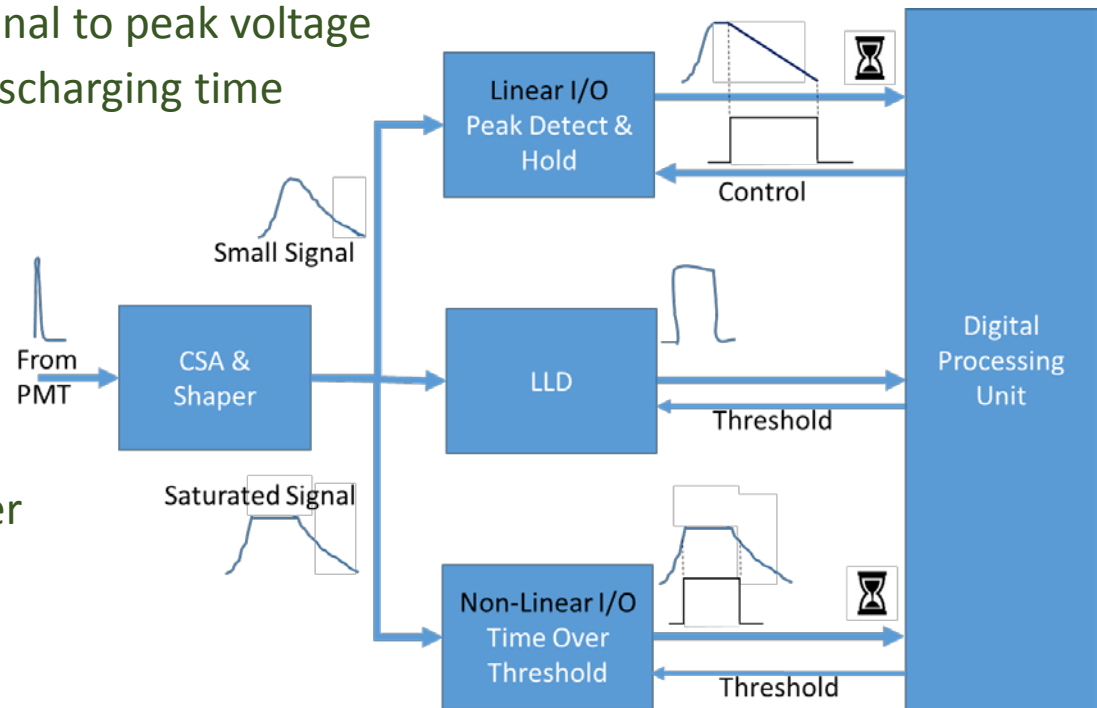 nal to peak voltage
scharging time
Linear I/O
Peak Detect &
Hold
Control
Small Signal
From
PMT
CSA &
Shaper
LLD
Threshold
Digital
Processing
Unit
Saturated Signal
er
Non-Linear I/O
Time Over
Threshold
Threshold